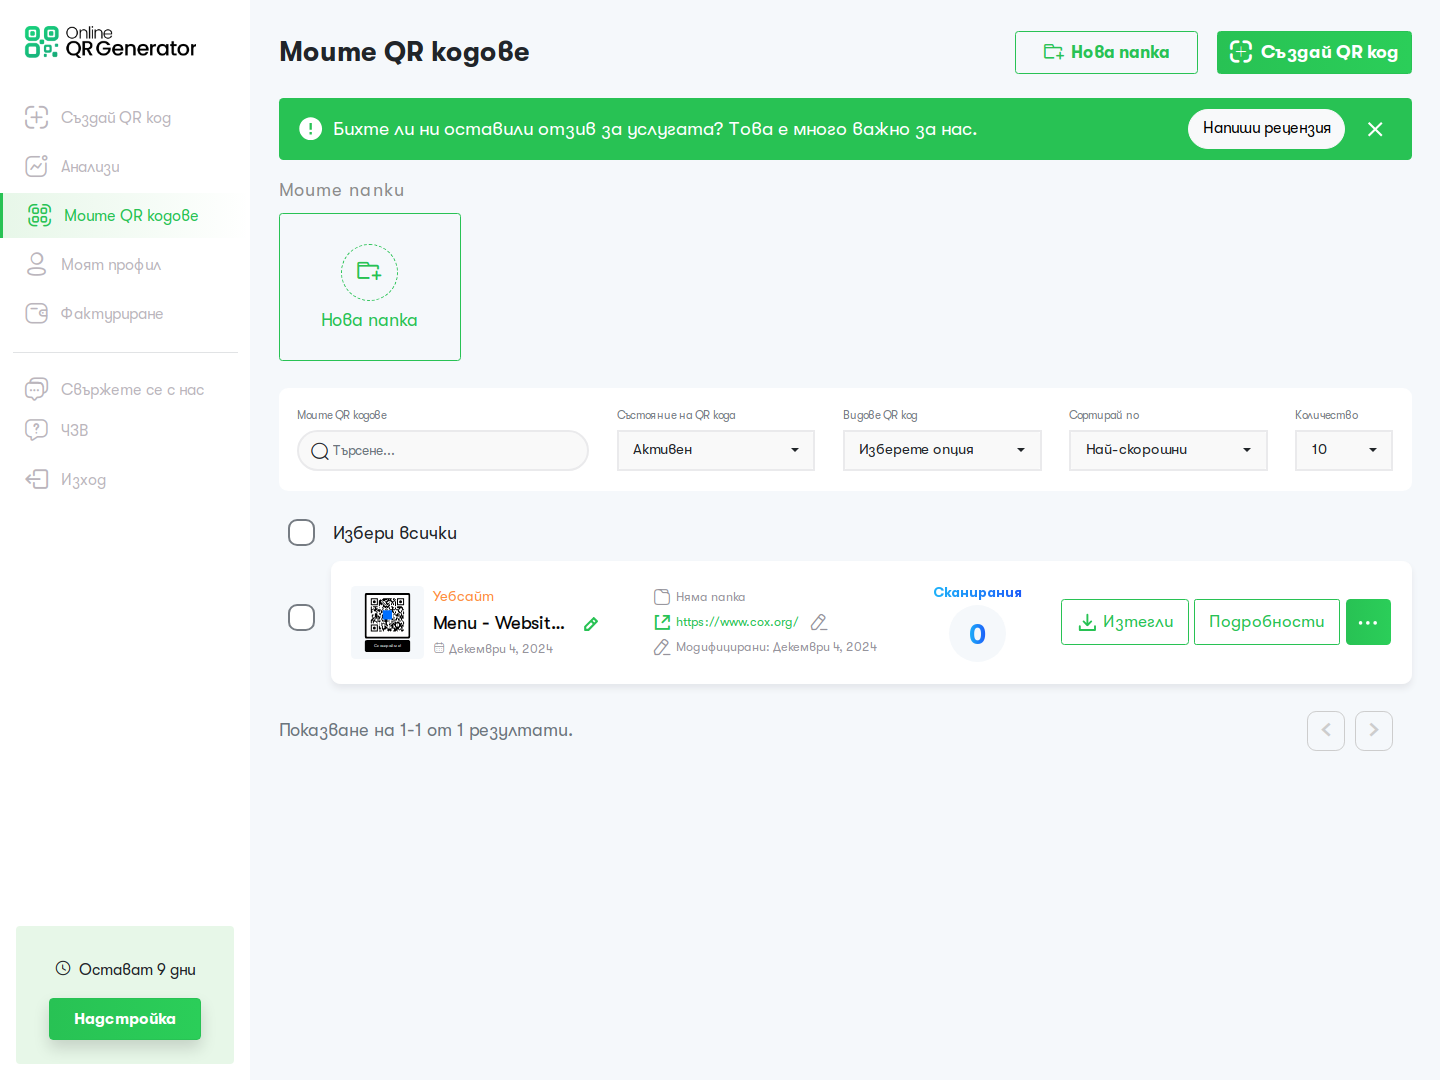 Online
QR Generator
Създай QR код
Анализи
Моите QR кодове
Моят профил
Фактуриране
Свържете се с нас
ЧЗВ
Изход
Остават 9 дни
Надстройка
Моите QR кодове
Нова папка
Създай QR код
Бихте ли ни оставили отзив за услугата? Това е много важно за нас.
Напиши рецензия
Моите папки
Нова папка
Моите QR кодове
Търсене...
Състояние на QR кода
Активен
Видове QR код
Изберете опция
Сортирай по
Най-скорошни
Количество
10
Избери всички
Уебсайт
Menu - Websit...
Декември 4, 2024
Няма папка
https://www.cox.org/
Модифицирани: Декември 4, 2024
Сканирания
0
Изтегли
Подробности
Показване на 1-1 от 1 резултати.